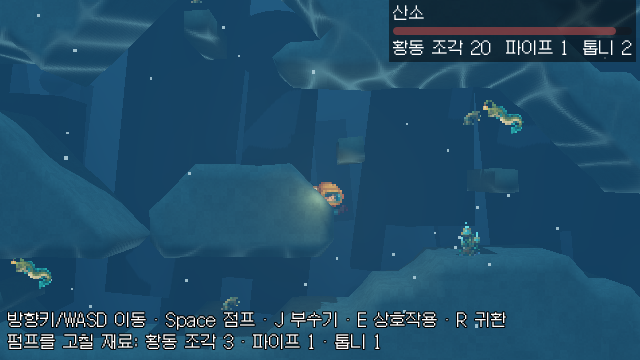 산소
황동 조각 20 파이프 1 톱니 2
방향키/WASD 이동 · Space 점프 · J 부수기 · E 상호작용 · R 귀환
펌프를 고칠 재료: 황동 조각 3 · 파이프 1 · 톱니 1